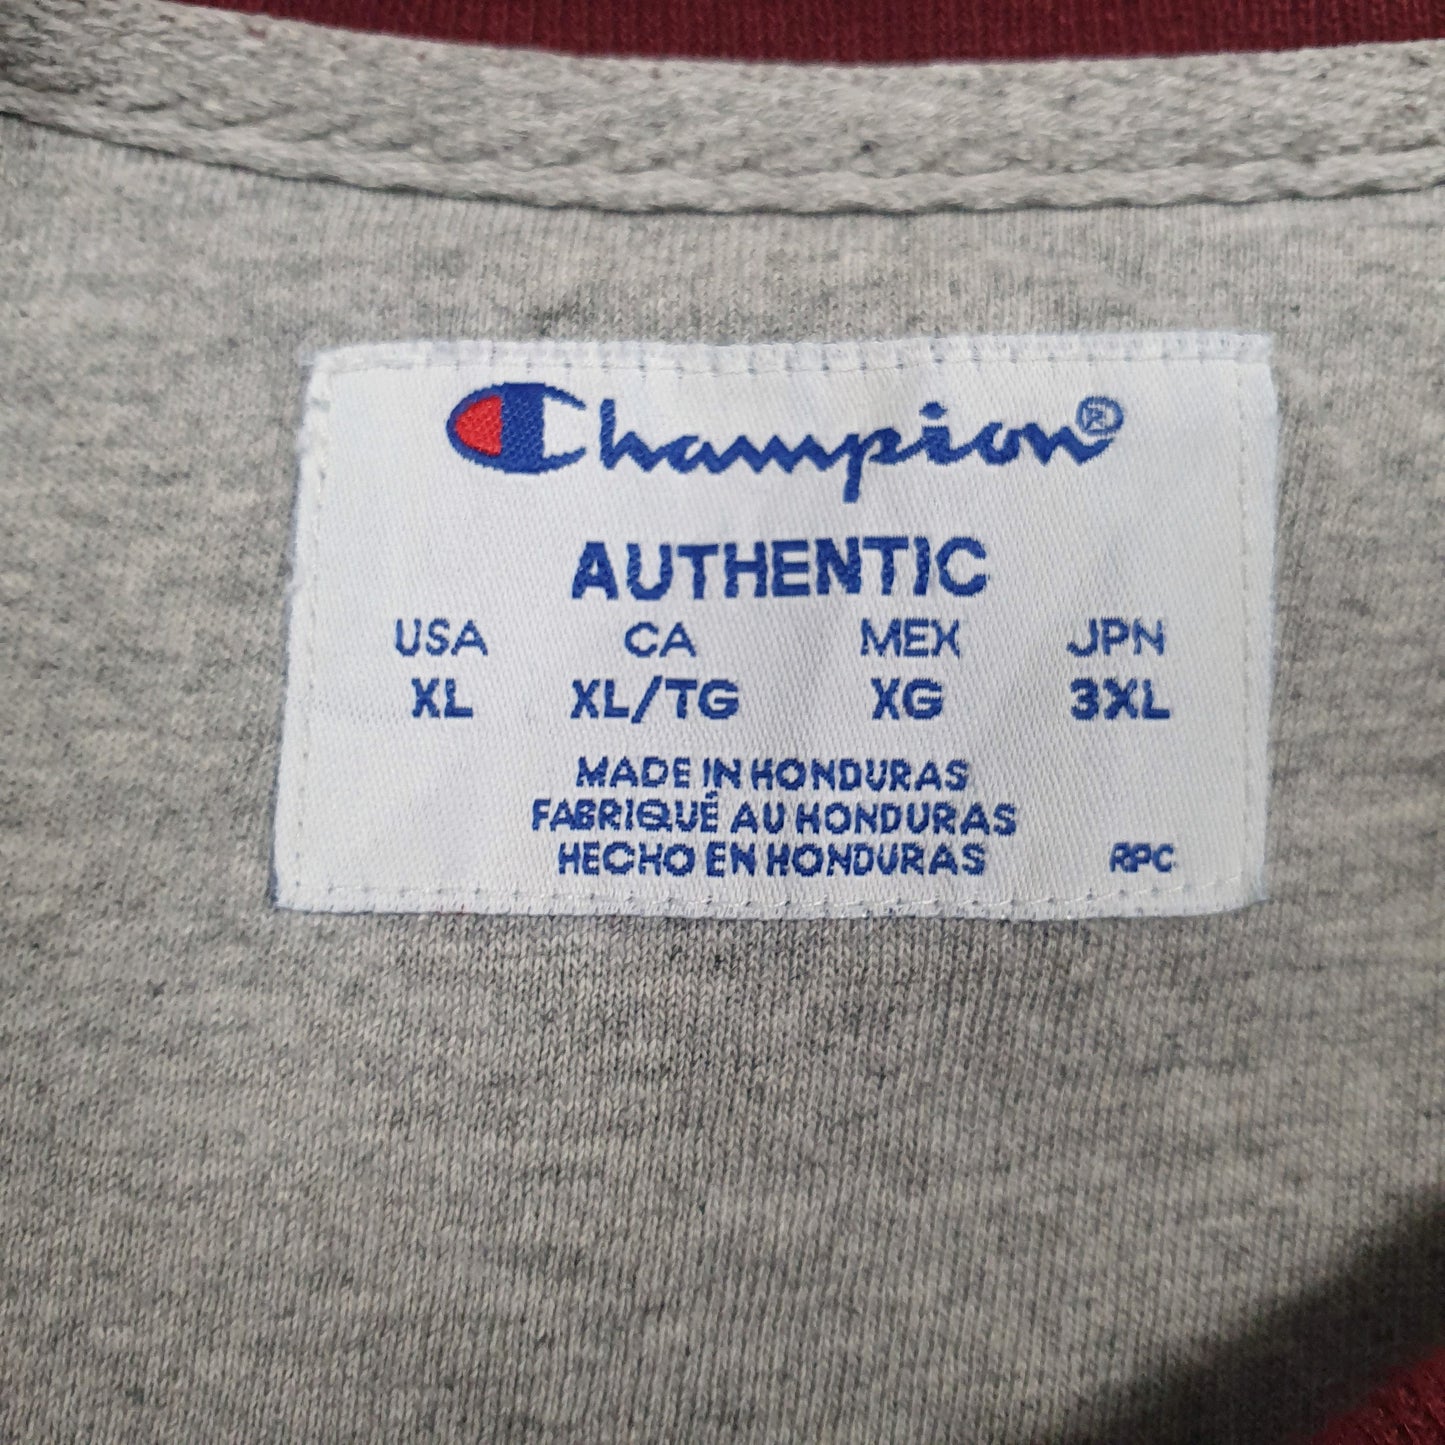 Champion®
AUTHENTIC
USA CA MEX JPN
XL XL/TG XG 3XL
MADE IN HONDURAS
FABRIQUÉ AU HONDURAS
HECHO EN HONDURAS RPC